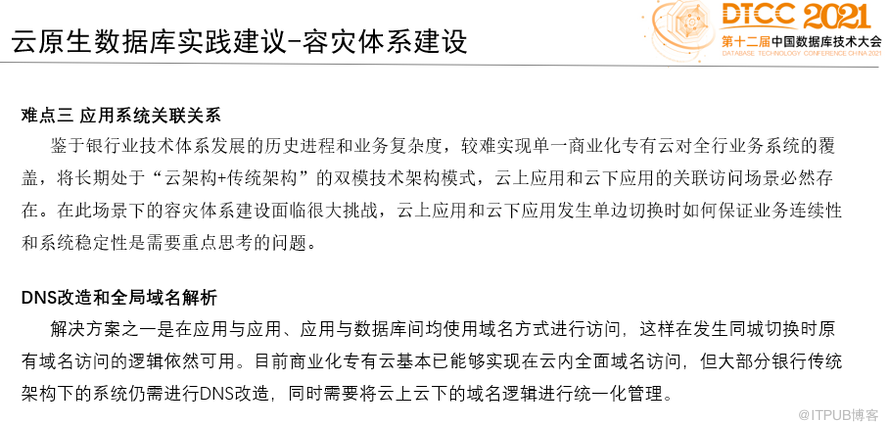 云原生数据库实践建议-容灾体系建设
DTCC 2021
第十二届中国数据库技术大会
DATABASE TECHNOLOGY CONFERENCE CHINA 2021
难点三 应用系统关联关系
鉴于银行业技术体系发展的历史进程和业务复杂度，较难实现单一商业化专有云对全行业务系统的覆
盖，将长期处于“云架构+传统架构”的双模技术架构模式，云上应用和云下应用的关联访问场景必然存
在。在此场景下的容灾体系建设面临很大挑战，云上应用和云下应用发生单边切换时如何保证业务连续性
和系统稳定性是需要重点思考的问题。
DNS改造和全局域名解析
解决方案之一是在应用与应用、应用与数据库间均使用域名方式进行访问，这样在发生同城切换时原
有域名访问的逻辑依然可用。目前商业化专有云基本已能够实现在云内全面域名访问，但大部分银行传统
架构下的系统仍需进行DNS改造，同时需要将云上云下的域名逻辑进行统一化管理。
@ITPUB博客